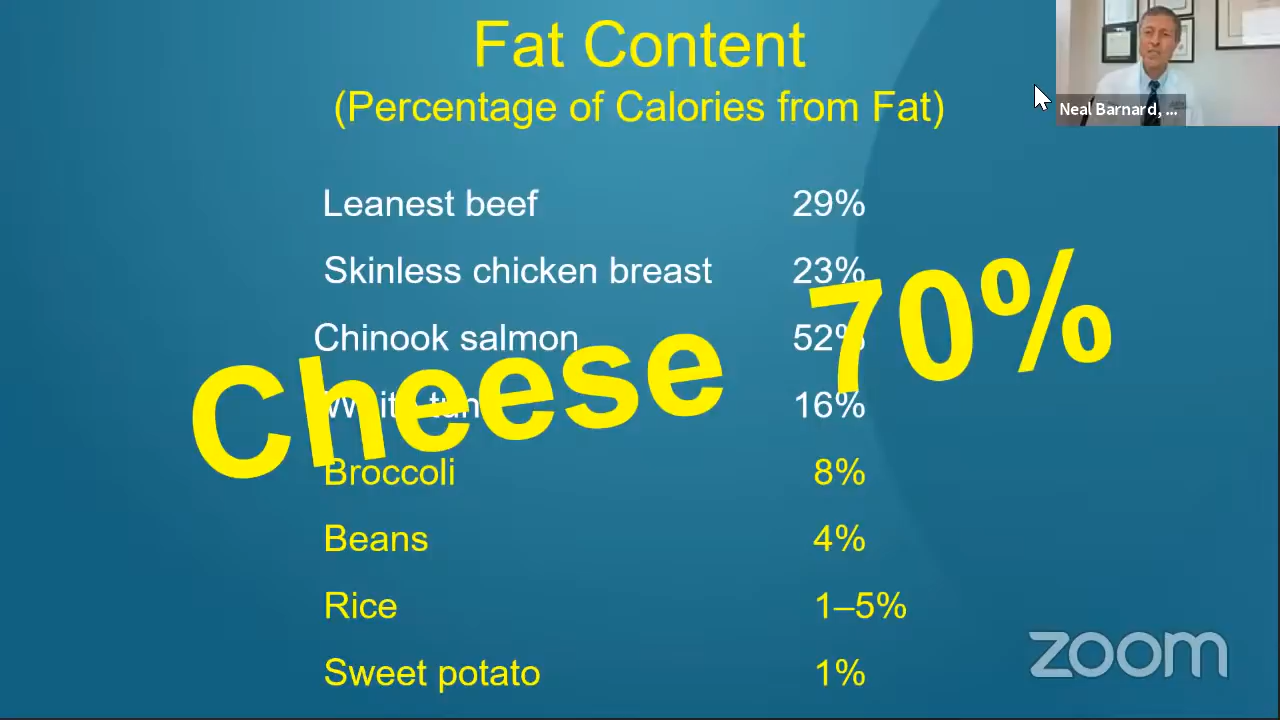 Fat Content
(Percentage of Calories from Fat)
Neal Barnard, ...
Leanest beef 29%
Skinless chicken breast 23%
Chinook salmon 52%
Cheese 70%
16%
Broccoli 8%
Beans 4%
Rice 1–5%
Sweet potato 1%
zoom